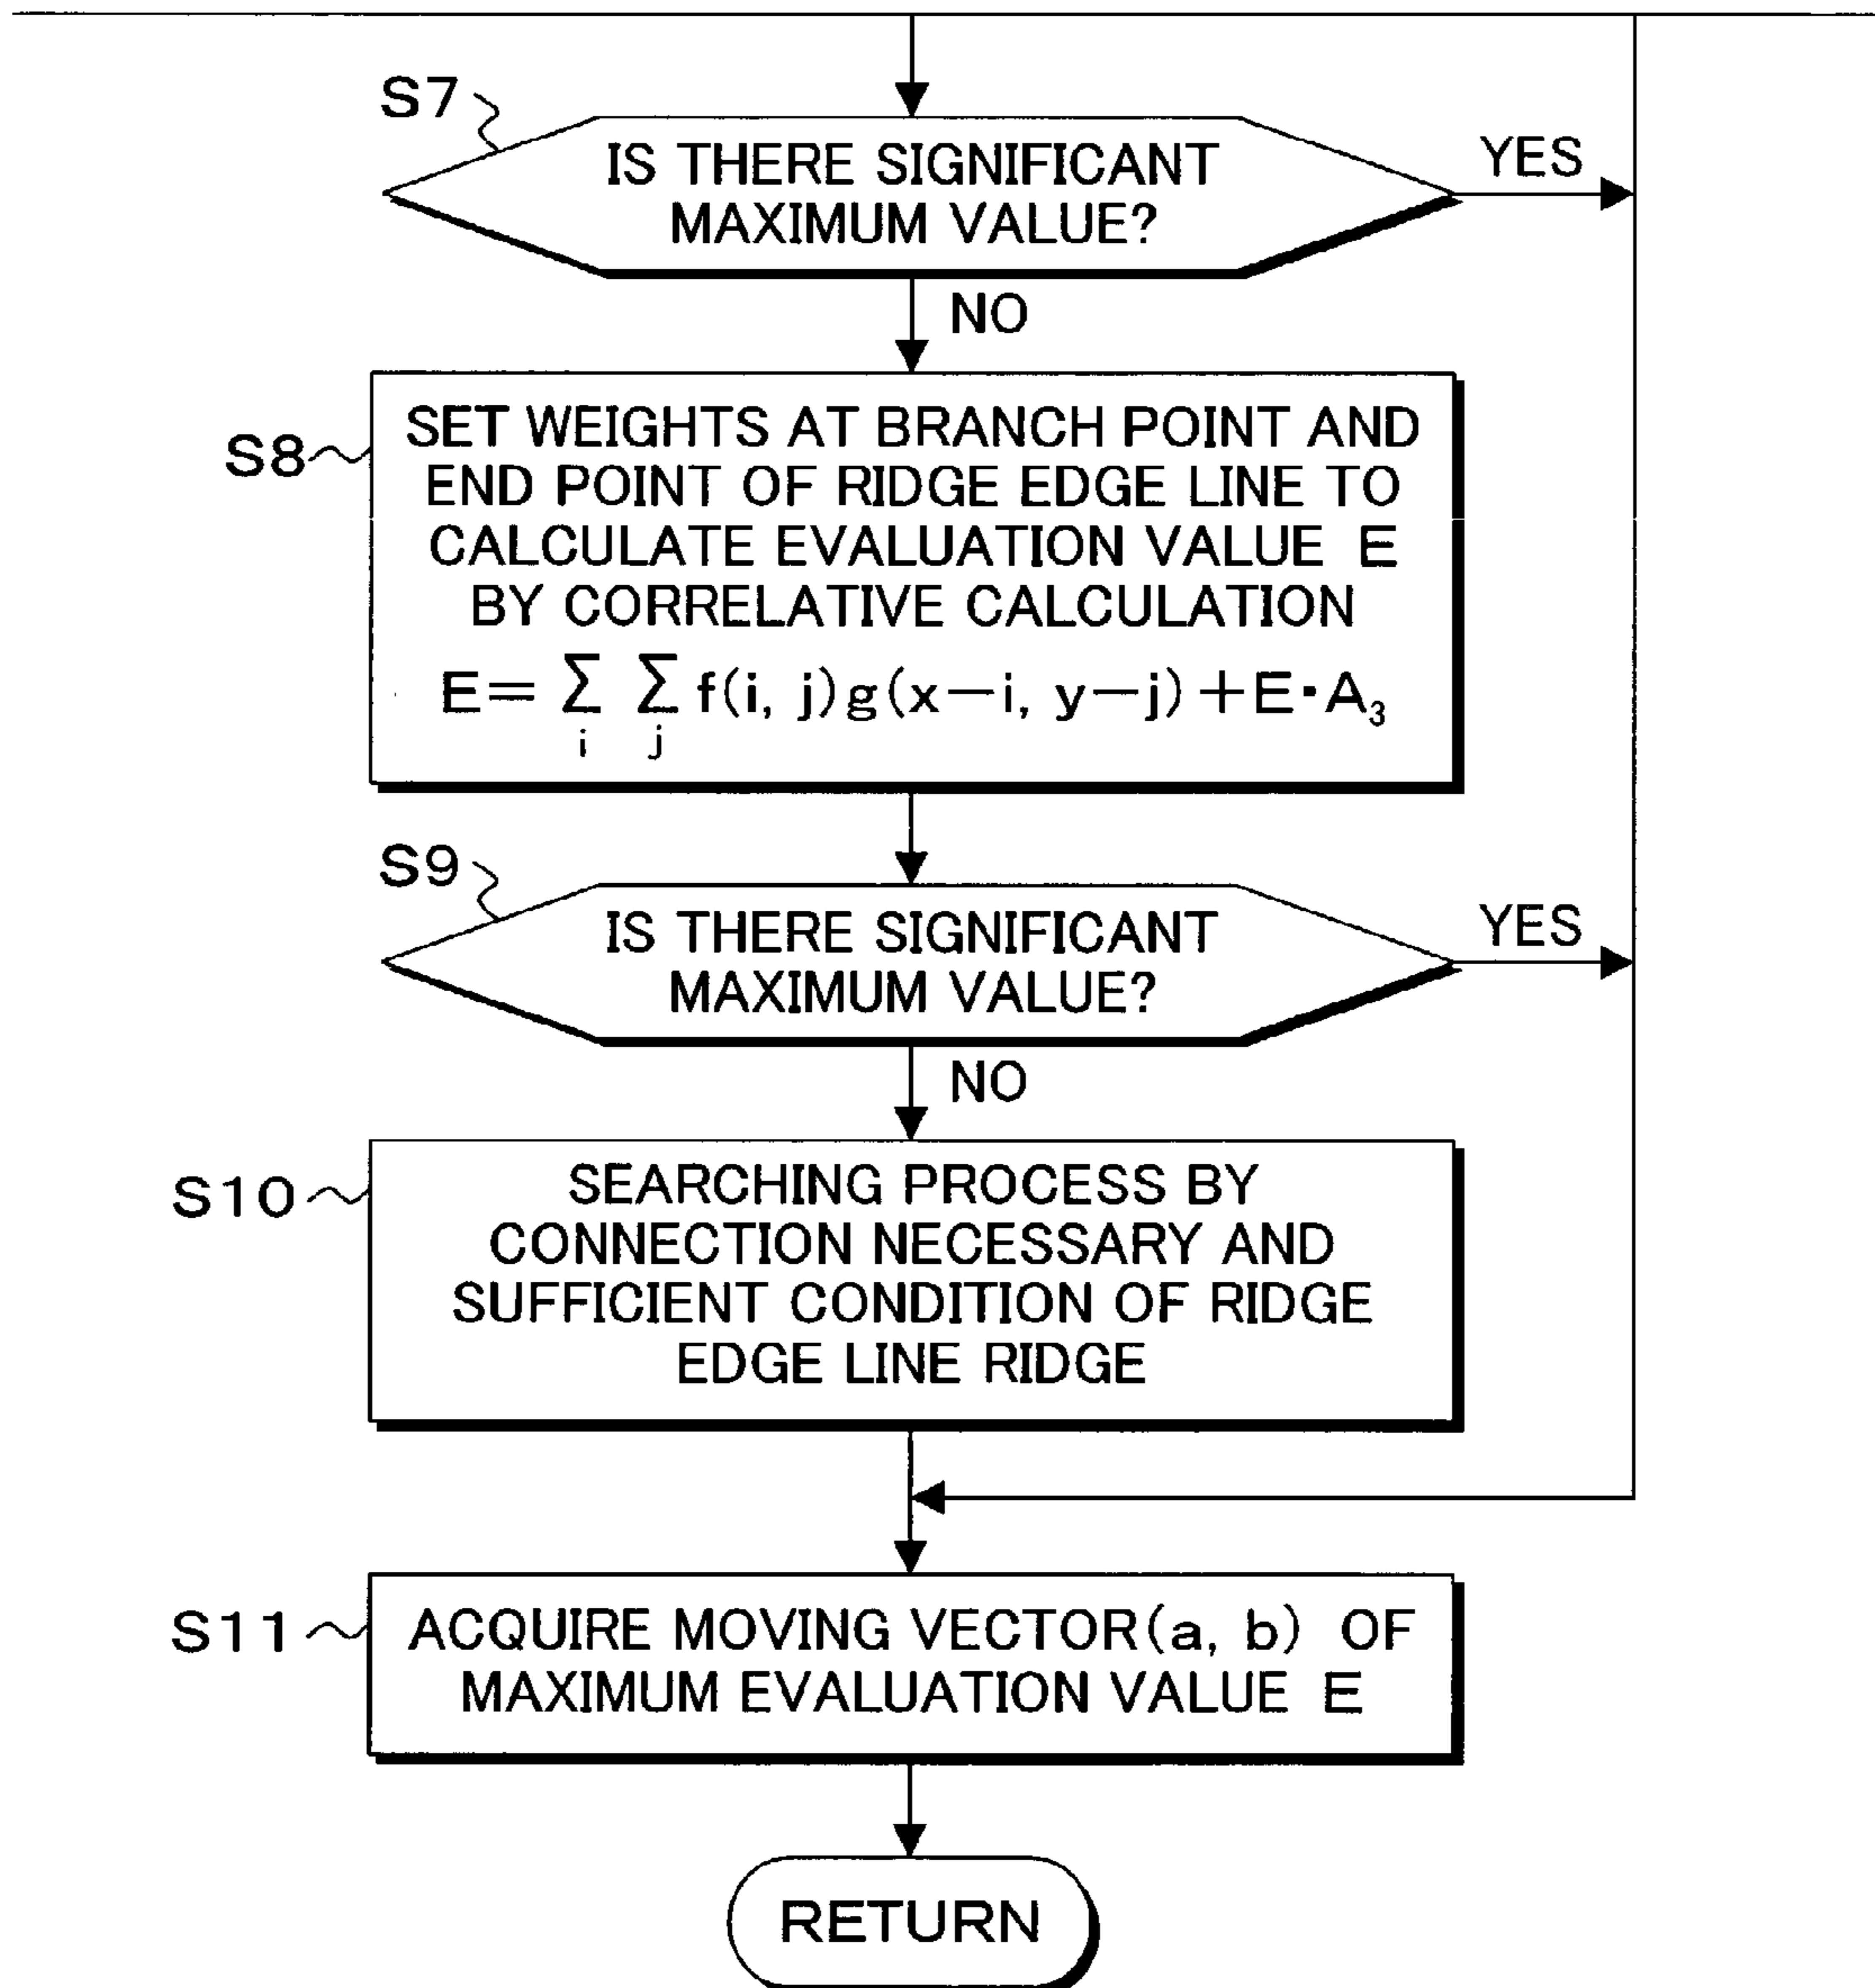 S7
IS THERE SIGNIFICANT
MAXIMUM VALUE?
YES
NO
S8
SET WEIGHTS AT BRANCH POINT AND
END POINT OF RIDGE EDGE LINE TO
CALCULATE EVALUATION VALUE E
BY CORRELATIVE CALCULATION
E=∑_i ∑_j f(i, j)g(x−i, y−j)+E·A₃
S9
IS THERE SIGNIFICANT
MAXIMUM VALUE?
YES
NO
S10
SEARCHING PROCESS BY
CONNECTION NECESSARY AND
SUFFICIENT CONDITION OF RIDGE
EDGE LINE RIDGE
S11
ACQUIRE MOVING VECTOR(a, b) OF
MAXIMUM EVALUATION VALUE E
RETURN